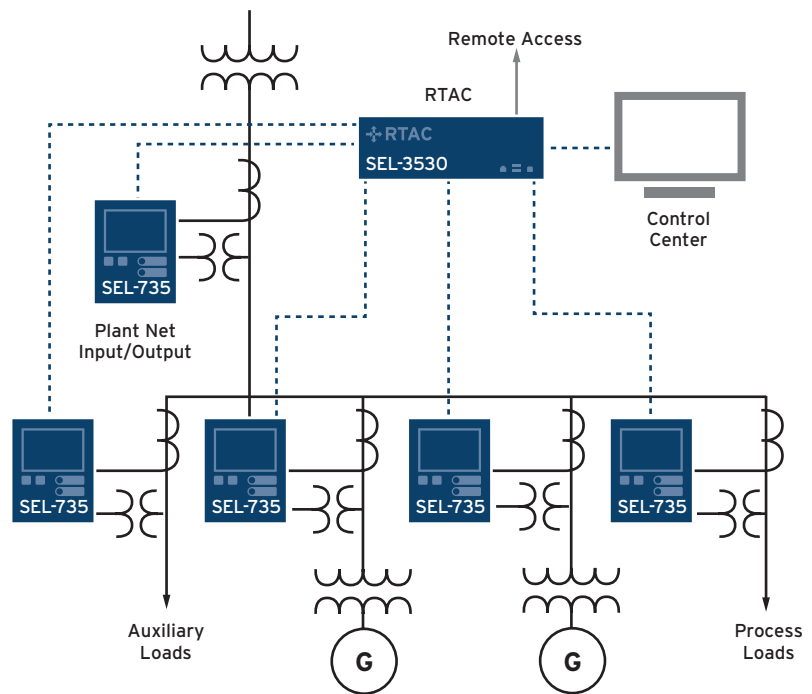 Remote Access
RTAC
RTAC
SEL-3530
Control
Center
SEL-735
Plant Net
Input/Output
SEL-735
SEL-735
SEL-735
SEL-735
Auxiliary
Loads
G
G
Process
Loads